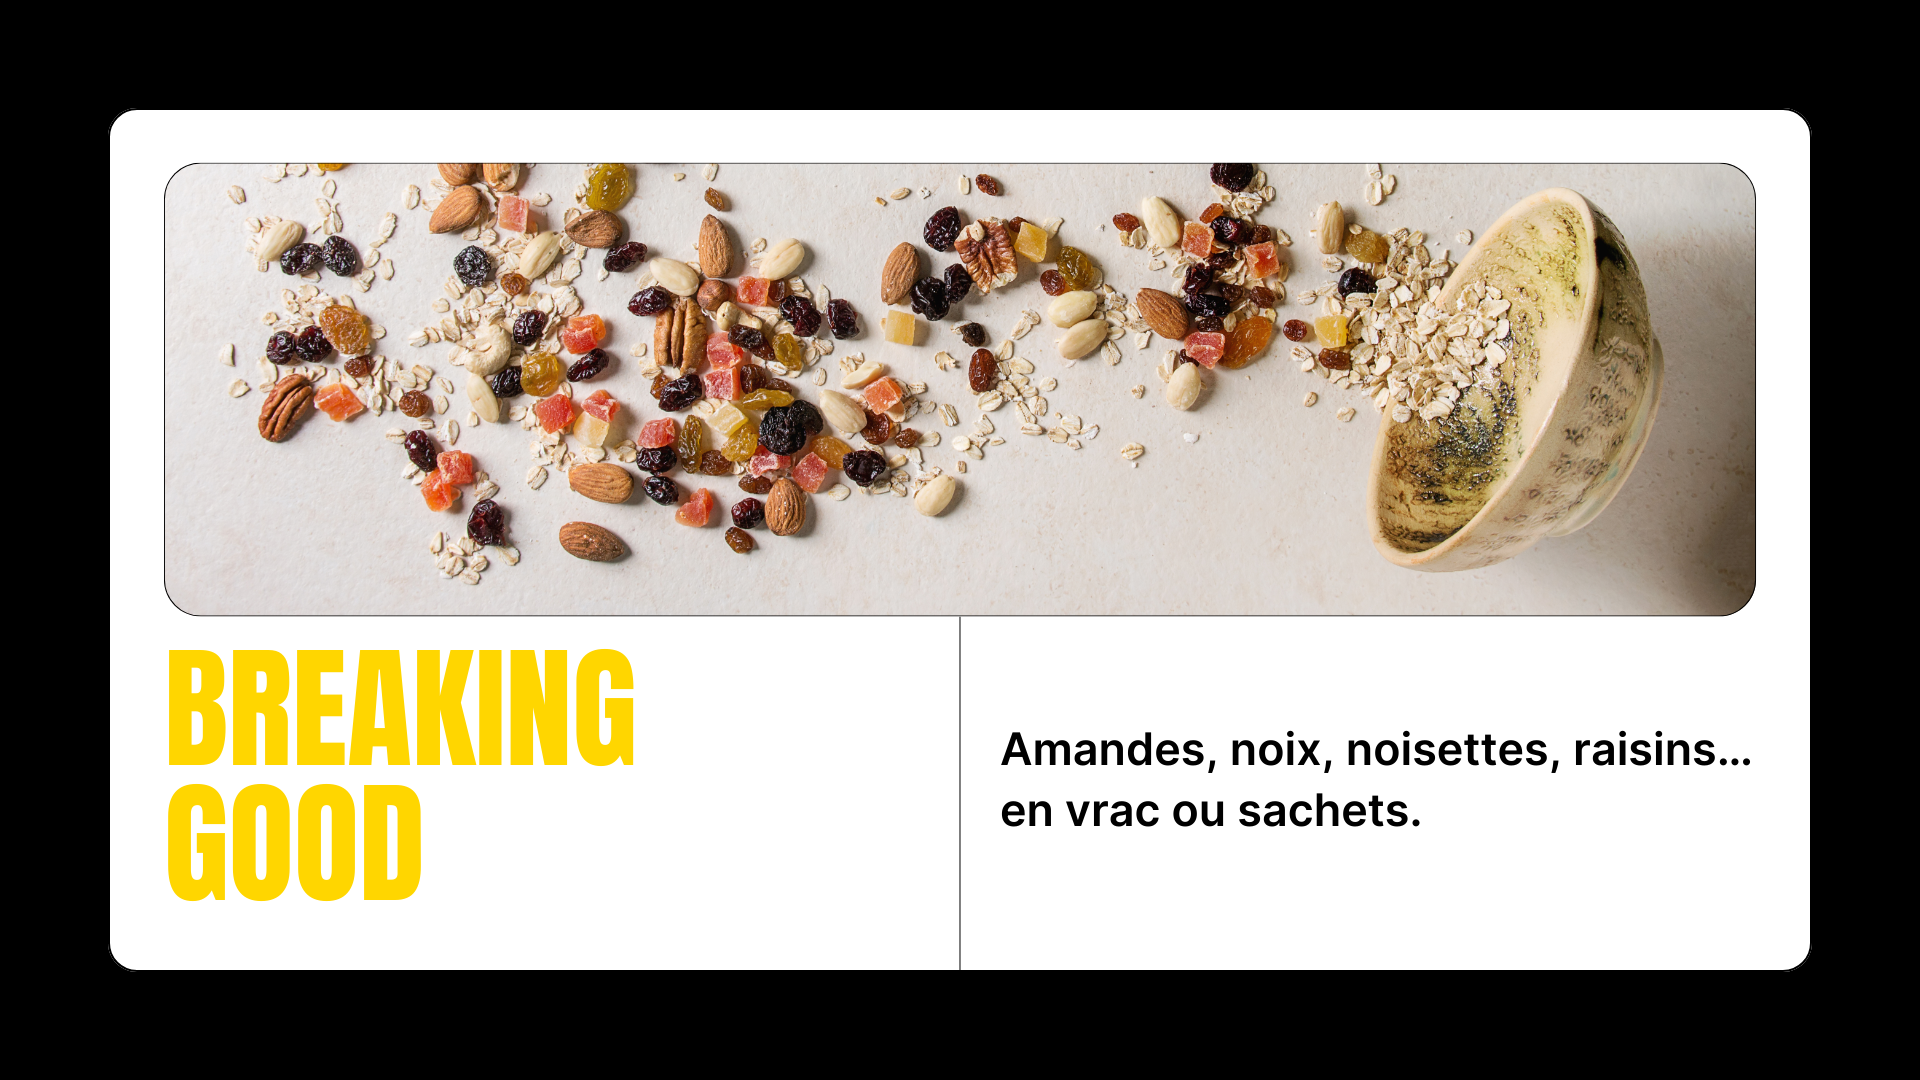 BREAKING
GOOD
Amandes, noix, noisettes, raisins...
en vrac ou sachets.